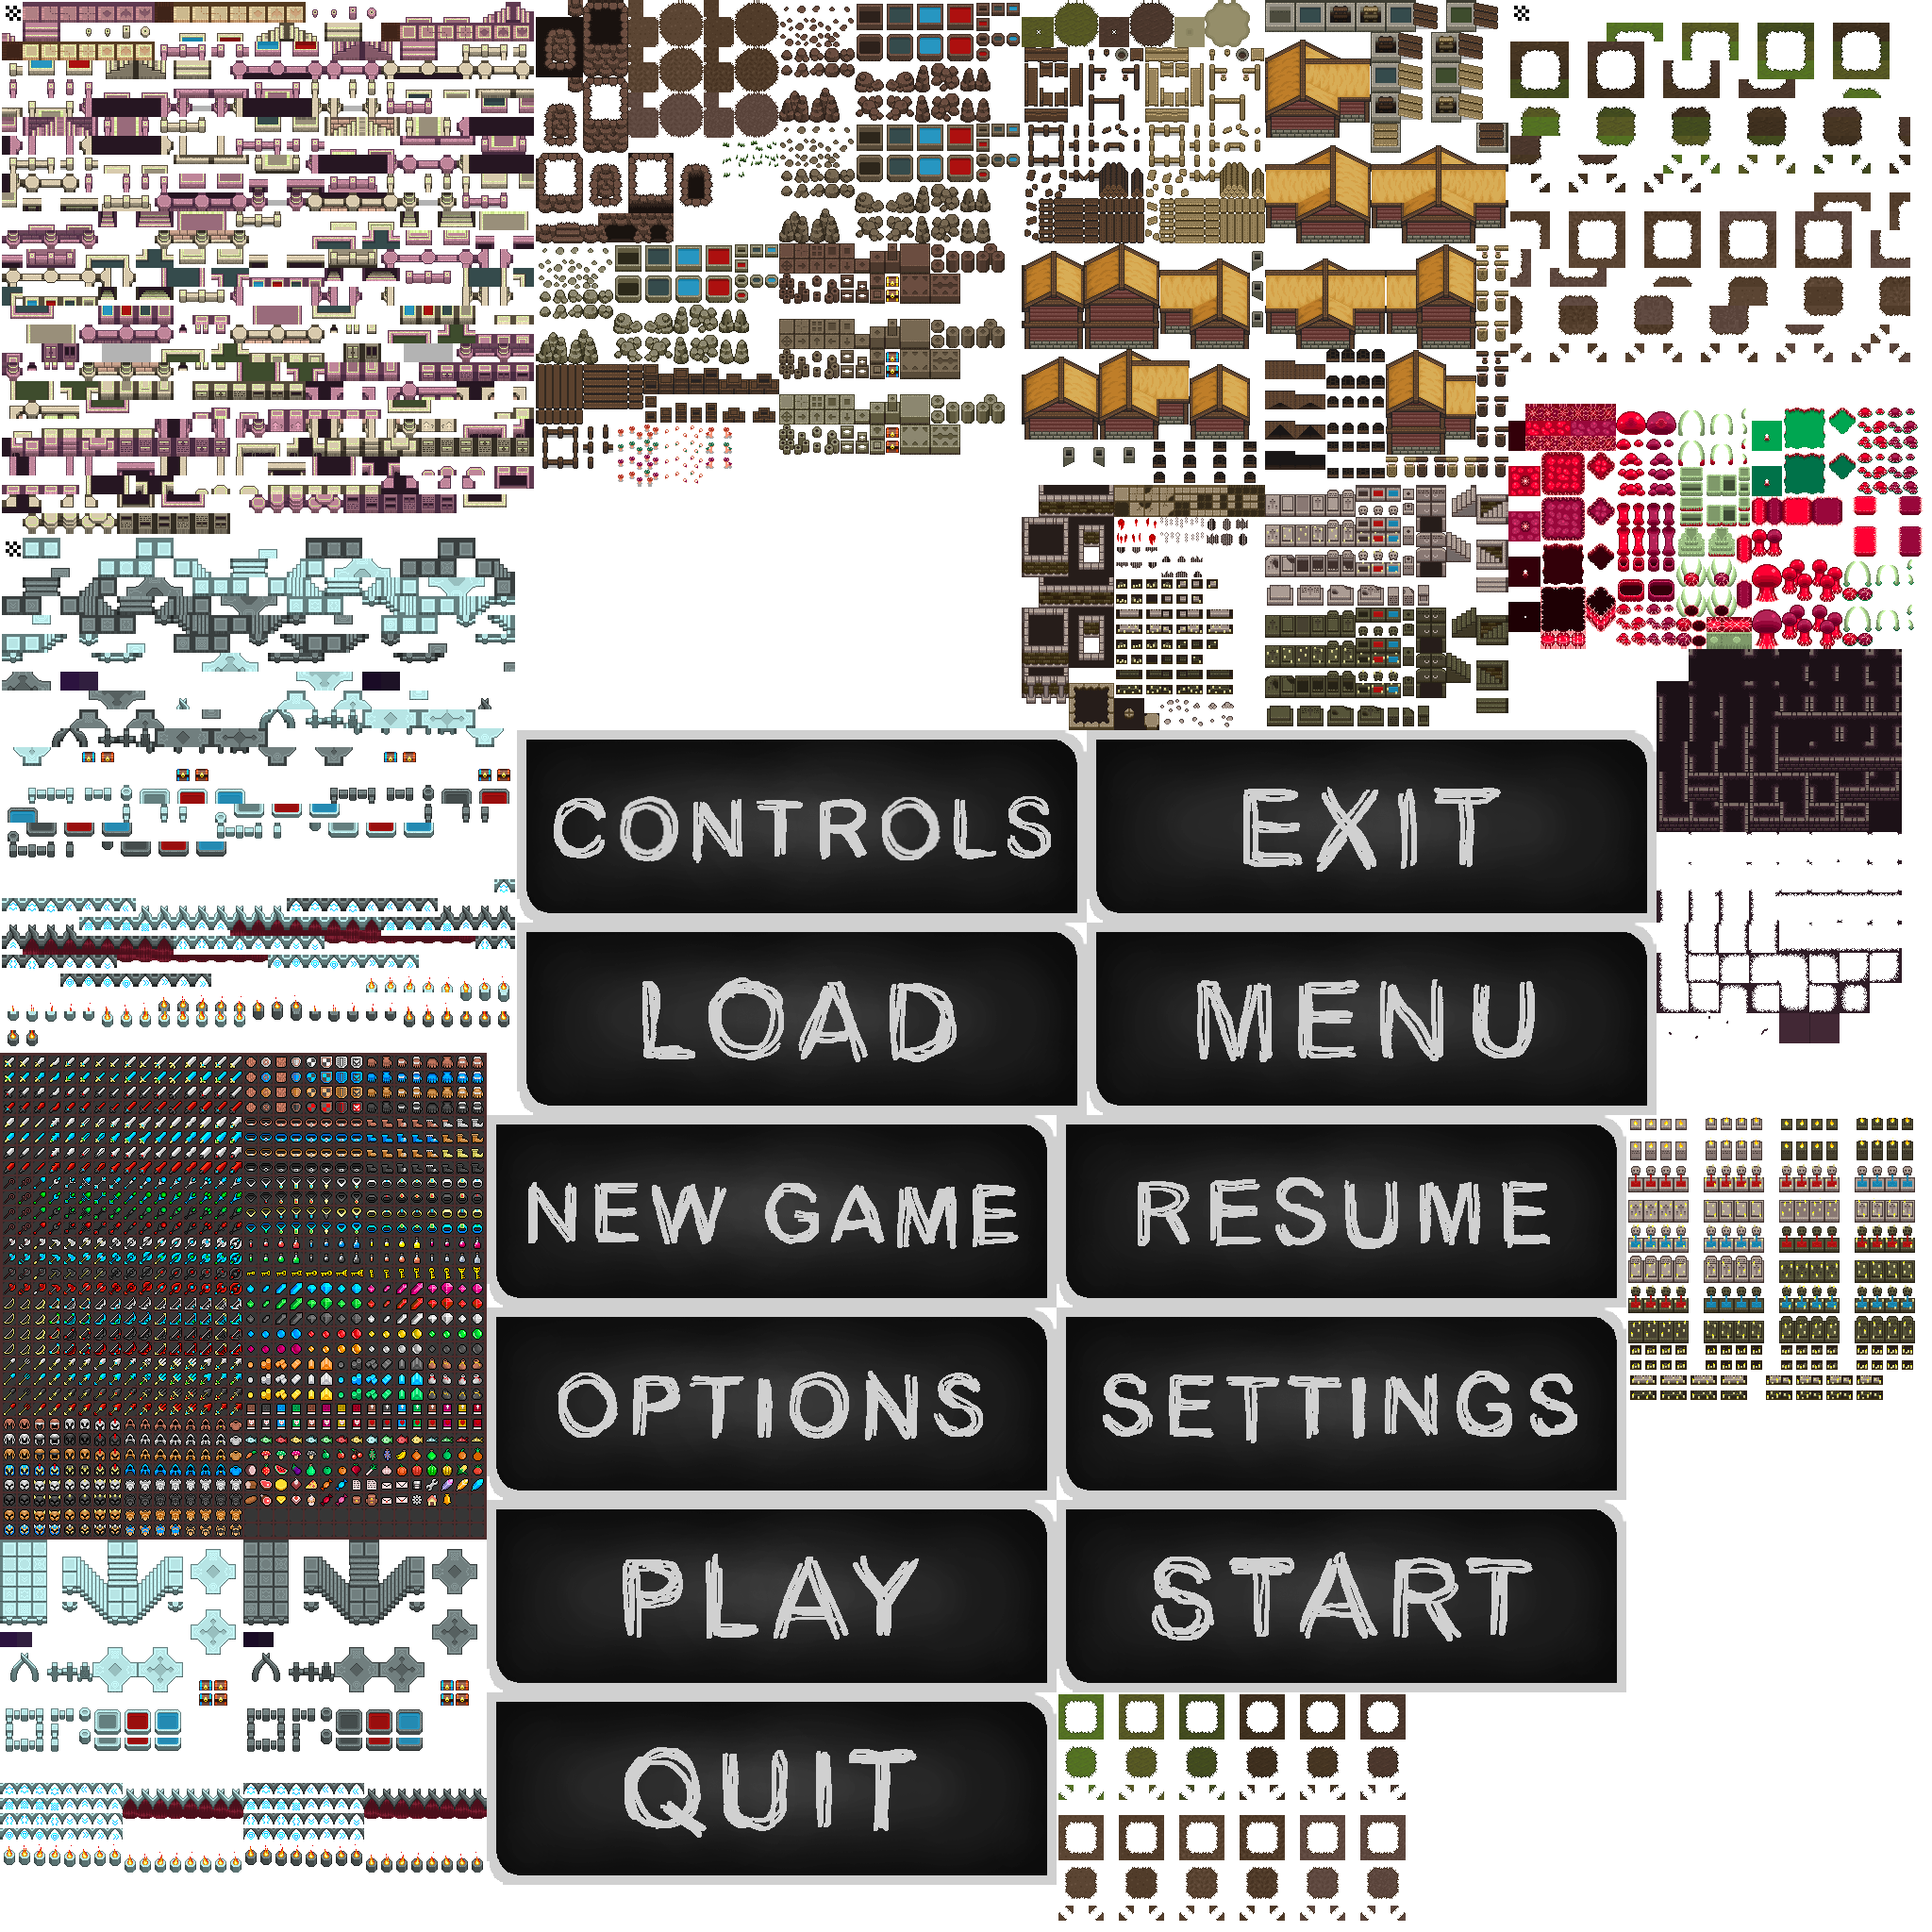 CONTROLS
EXIT
LOAD
MENU
NEW GAME
RESUME
OPTIONS
SETTINGS
PLAY
START
QUIT